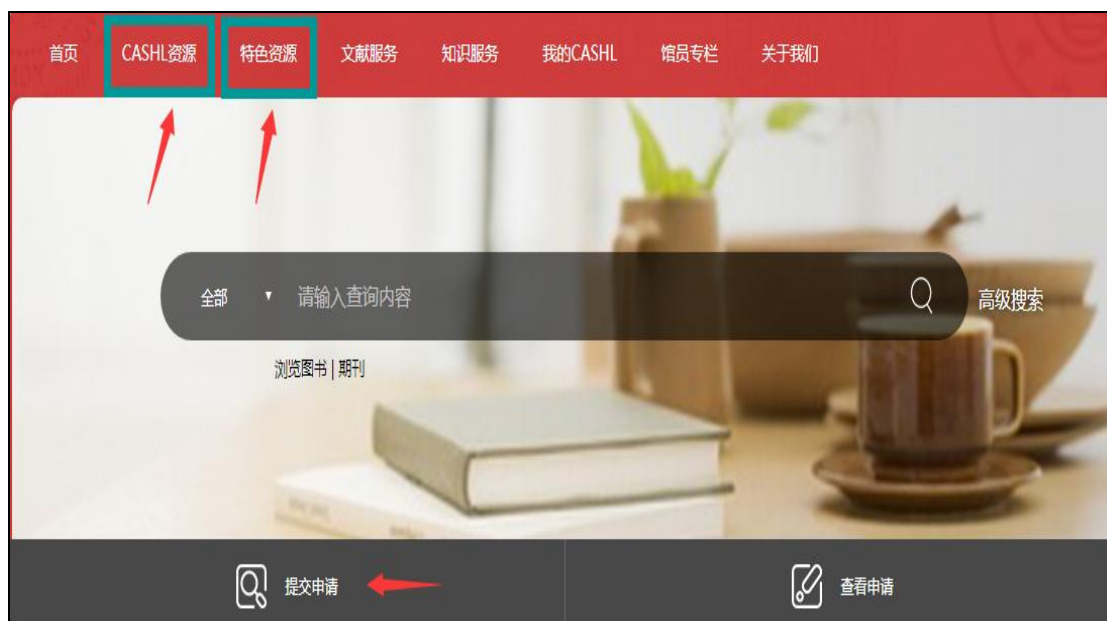 首页 CASHL资源 特色资源 文献服务 知识服务 我的CASHL 馆员专栏 关于我们
全部 请输入查询内容 高级搜索
浏览图书 | 期刊
提交申请 查看申请